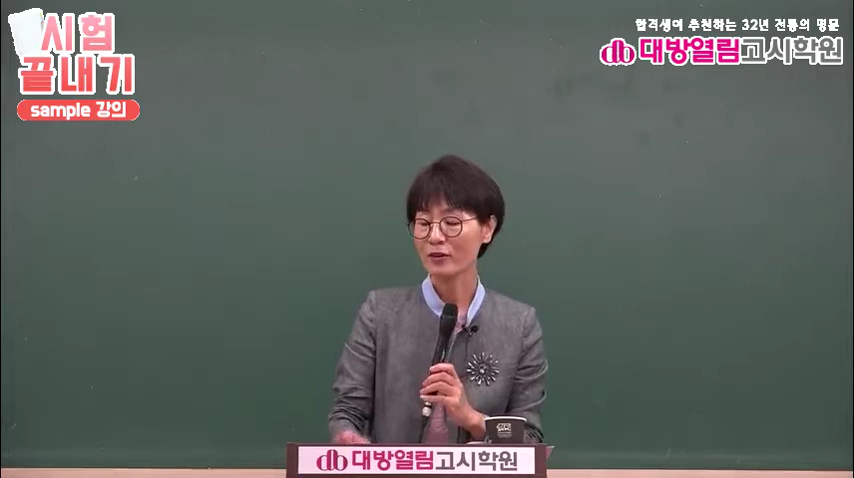 시험
끝내기
sample 강의
합격생이 추천하는 32년 전통의 명문
db 대방열림고시학원
db 대방열림고시학원